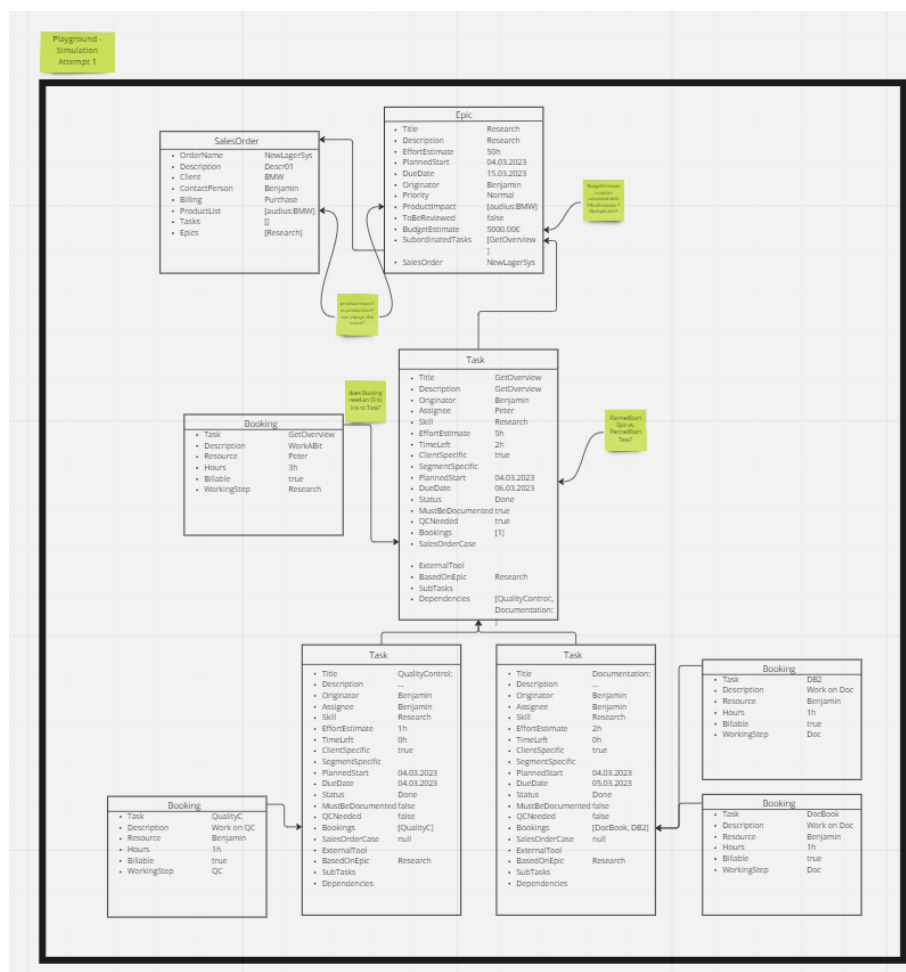 Playground -
Simulation
Attempt 1
Epic
• Title Research
• Description Research
• EffortEstimate 50h
• PlannedStart 04.03.2023
• DueDate 15.03.2023
• Originator Benjamin
• Priority Normal
• ProductImpact [audius:BMW]
• ToBeReviewed false
• BudgetEstimate 5000.00€
• SubordinatedTasks [GetOverview
]
• SalesOrder NewLagerSys
SalesOrder
• OrderName NewLagerSys
• Description Descr01
• Client BMW
• ContactPerson Benjamin
• Billing Purchase
• ProductList [audius:BMW]
• Tasks []
• Epics [Research]
BudgetEstimate
could be
calculated with
Task
• Title GetOverview
• Description GetOverview
• Originator Benjamin
• Assignee Peter
• Skill Research
• EffortEstimate 5h
• TimeLeft 2h
• ClientSpecific true
• SegmentSpecific
• PlannedStart 04.03.2023
• DueDate 06.03.2023
• Status Done
• MustBeDocumented true
• QCNeeded true
• Bookings [1]
• SalesOrderCase
• ExternalTool
• BasedOnEpic Research
• SubTasks
• Dependencies [QualityControl:,
Documentation:
]
does Booking
need an ID to
link to Task?
PlannedStart
Epic vs.
PlannedStart
Task?
Booking
• Task GetOverview
• Description WorkABit
• Resource Peter
• Hours 3h
• Billable true
• WorkingStep Research
Task
• Title QualityControl:
• Description ...
• Originator Benjamin
• Assignee Benjamin
• Skill Research
• EffortEstimate 1h
• TimeLeft 0h
• ClientSpecific true
• SegmentSpecific
• PlannedStart 04.03.2023
• DueDate 04.03.2023
• Status Done
• MustBeDocumented false
• QCNeeded false
• Bookings [QualityC]
• SalesOrderCase null
• ExternalTool
• BasedOnEpic Research
• SubTasks
• Dependencies
Task
• Title Documentation:
• Description ...
• Originator Benjamin
• Assignee Benjamin
• Skill Research
• EffortEstimate 2h
• TimeLeft 0h
• ClientSpecific true
• SegmentSpecific
• PlannedStart 04.03.2023
• DueDate 05.03.2023
• Status Done
• MustBeDocumented false
• QCNeeded false
• Bookings [DocBook, DB2]
• SalesOrderCase null
• ExternalTool
• BasedOnEpic Research
• SubTasks
• Dependencies
Booking
• Task DB2
• Description Work on Doc
• Resource Benjamin
• Hours 1h
• Billable true
• WorkingStep Doc
Booking
• Task QualityC
• Description Work on QC
• Resource Benjamin
• Hours 1h
• Billable true
• WorkingStep QC
Booking
• Task DocBook
• Description Work on Doc
• Resource Benjamin
• Hours 1h
• Billable true
• WorkingStep Doc